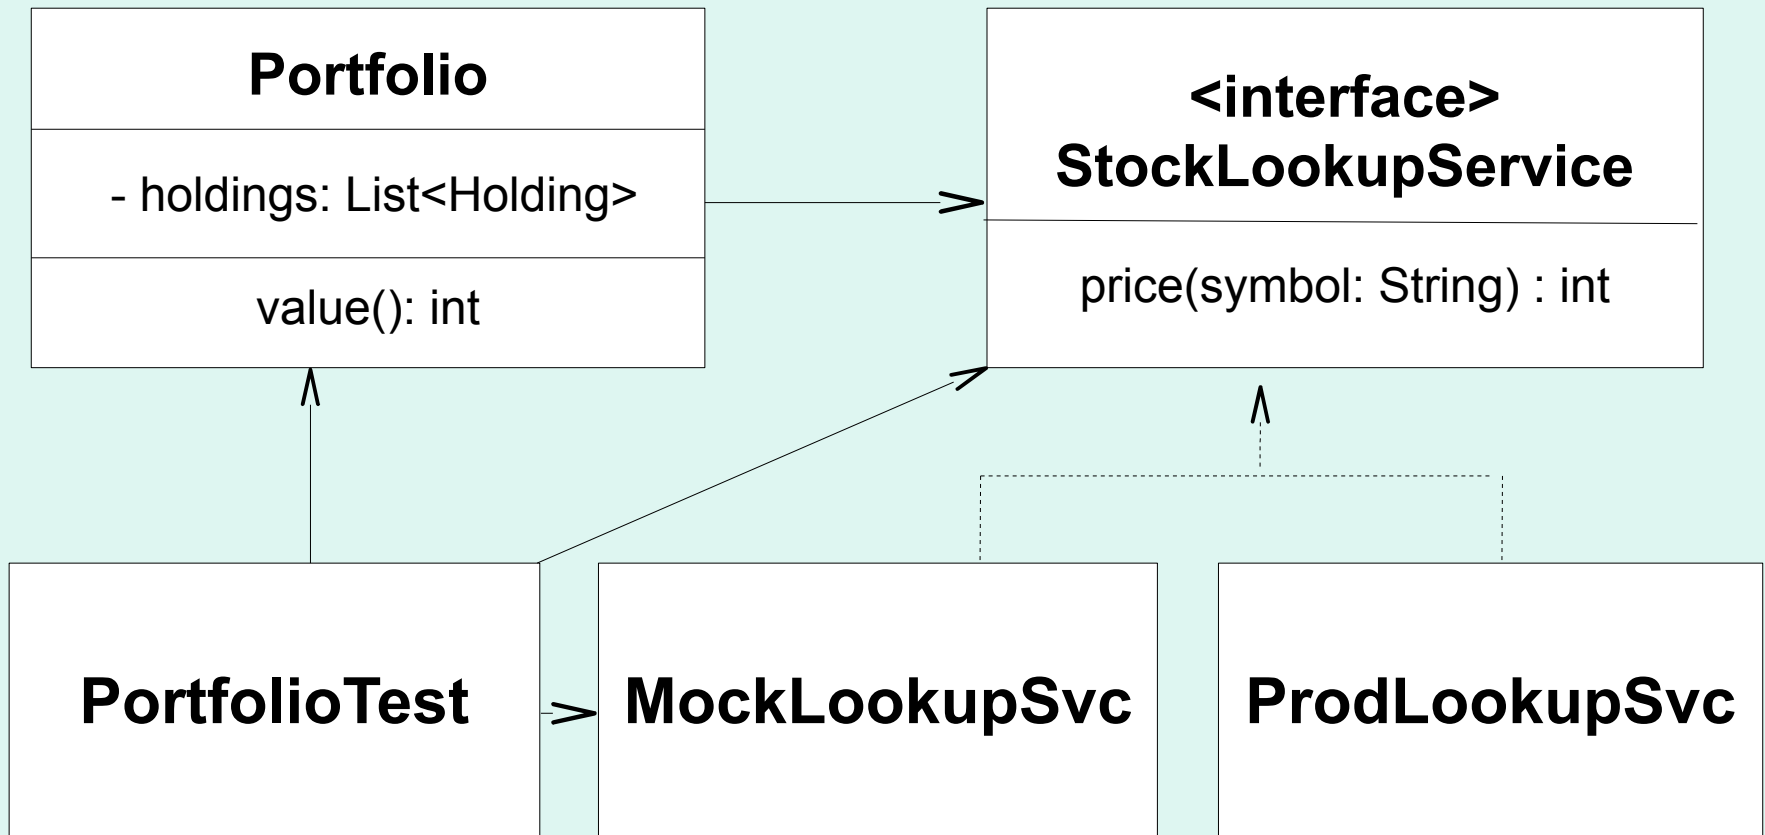 Portfolio
- holdings: List<Holding>
value(): int
<interface>
StockLookupService
price(symbol: String) : int
PortfolioTest
MockLookupSvc
ProdLookupSvc